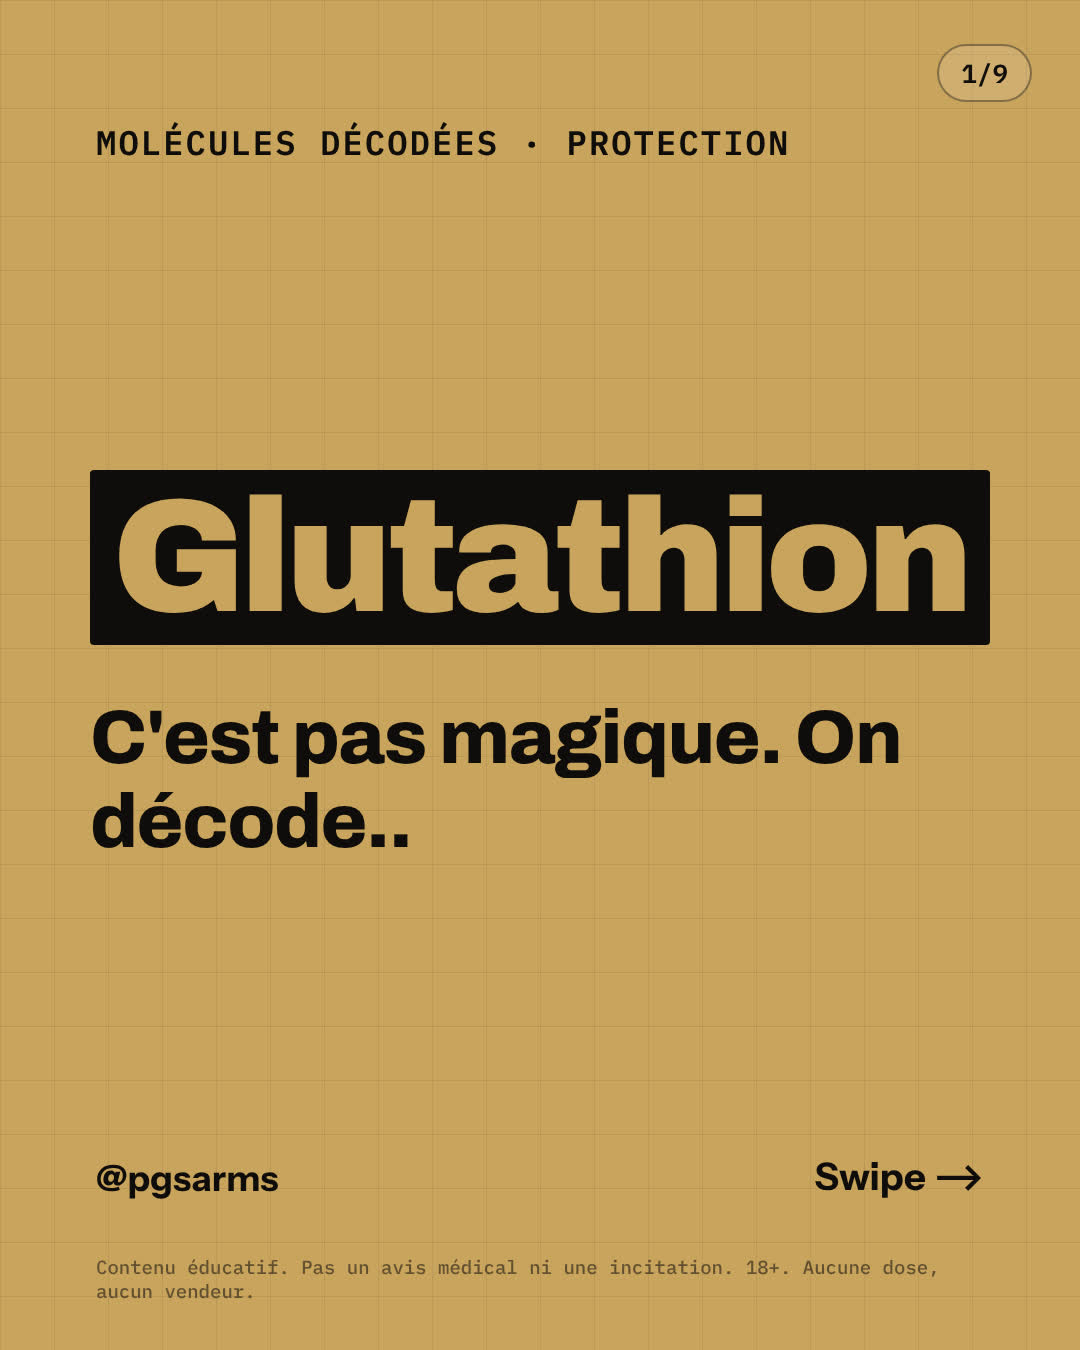 1/9
MOLÉCULES DÉCODÉES · PROTECTION
Glutathion
C'est pas magique. On
décode..
@pgsarms
Swipe →
Contenu éducatif. Pas un avis médical ni une incitation. 18+. Aucune dose,
aucun vendeur.